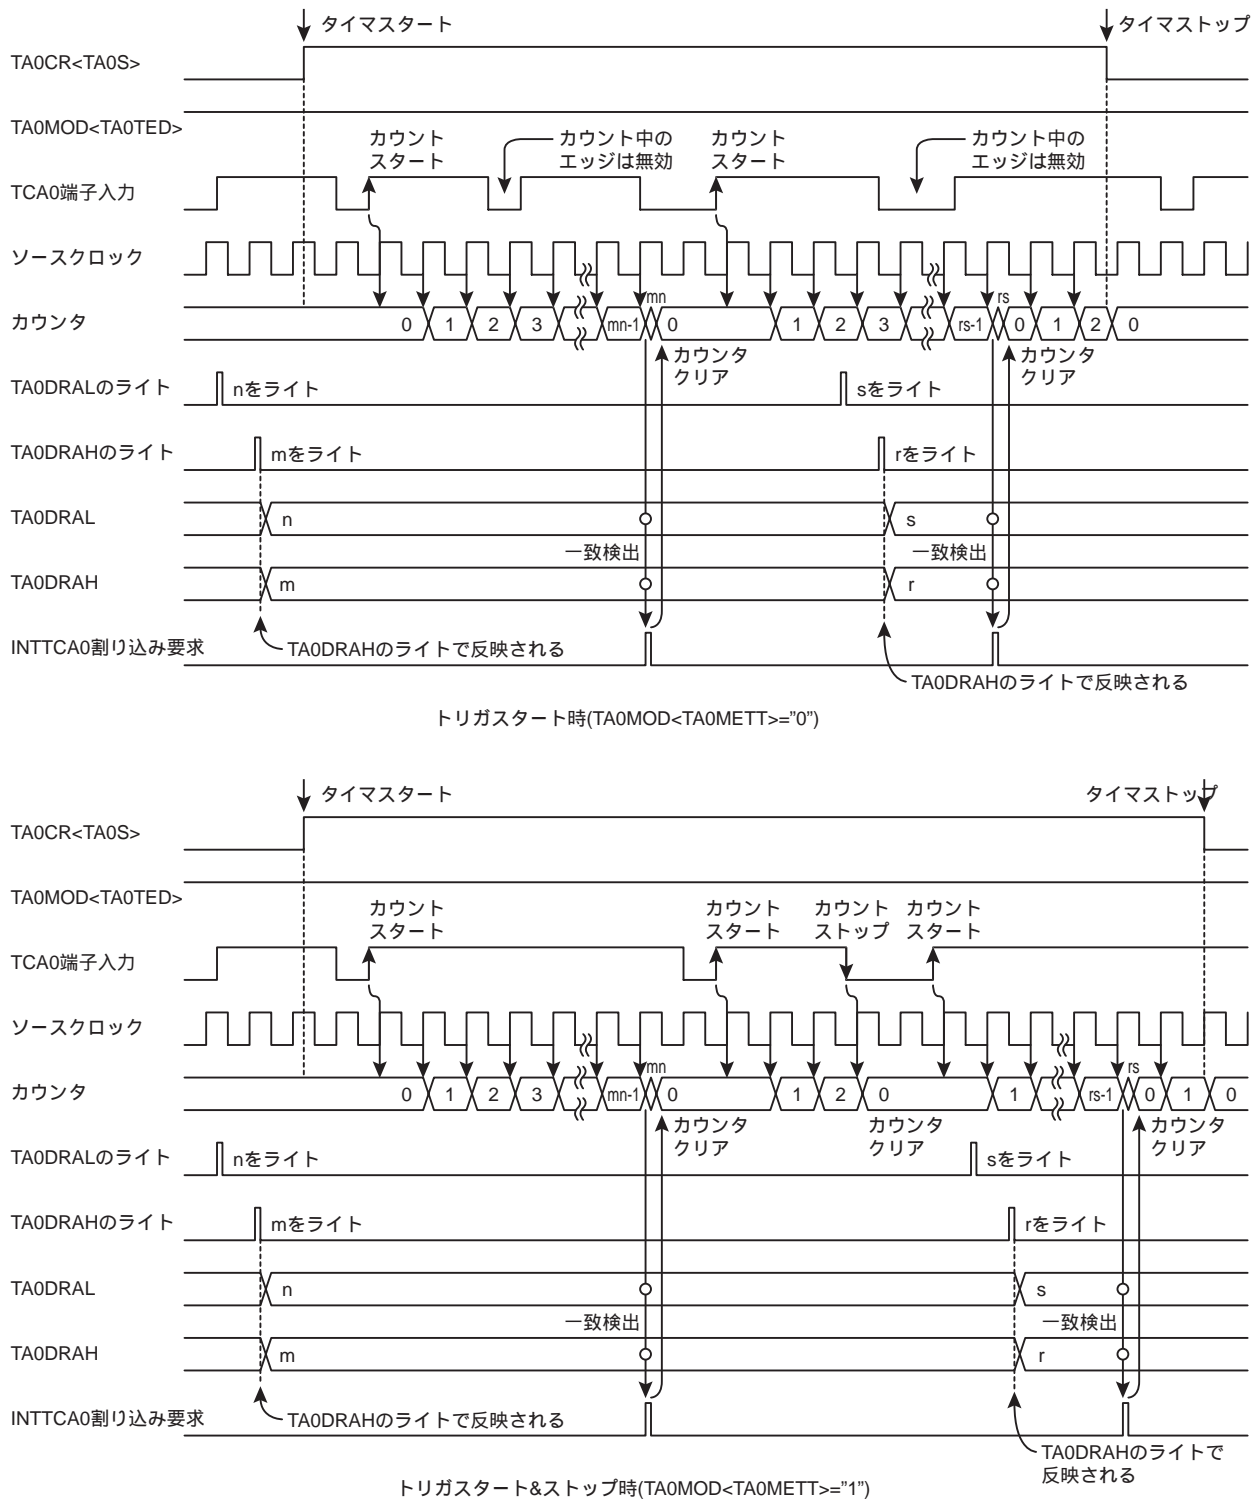 タイマスタート
タイマストップ
TA0CR<TA0S>
TA0MOD<TA0TED>
カウント
スタート
カウント中の
エッジは無効
カウント
スタート
カウント中の
エッジは無効
TCA0端子入力
ソースクロック
mn
rs
カウンタ
0 1 2 3 mn-1 0 1 2 3 rs-1 0 1 2 0
カウンタ
クリア
カウンタ
クリア
TA0DRALのライト
nをライト
sをライト
TA0DRAHのライト
mをライト
rをライト
TA0DRAL
n
s
一致検出
一致検出
TA0DRAH
m
r
INTTCA0割り込み要求
TA0DRAHのライトで反映される
TA0DRAHのライトで反映される
トリガスタート時(TA0MOD<TA0METT>=”0”)
タイマスタート
タイマストップ
TA0CR<TA0S>
TA0MOD<TA0TED>
カウント
スタート
カウント
スタート
カウント
ストップ
カウント
スタート
TCA0端子入力
ソースクロック
mn
rs
カウンタ
0 1 2 3 mn-1 0 1 2 0 1 rs-1 0 1 0
カウンタ
クリア
カウンタ
クリア
カウンタ
クリア
TA0DRALのライト
nをライト
sをライト
TA0DRAHのライト
mをライト
rをライト
TA0DRAL
n
s
一致検出
一致検出
TA0DRAH
m
r
INTTCA0割り込み要求
TA0DRAHのライトで反映される
TA0DRAHのライトで
反映される
トリガスタート&ストップ時(TA0MOD<TA0METT>=”1”)